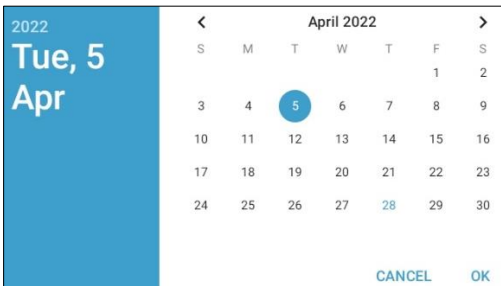 2022
Tue, 5
Apr
April 2022
S M T W T F S
1 2
3 4 5 6 7 8 9
10 11 12 13 14 15 16
17 18 19 20 21 22 23
24 25 26 27 28 29 30
CANCEL OK